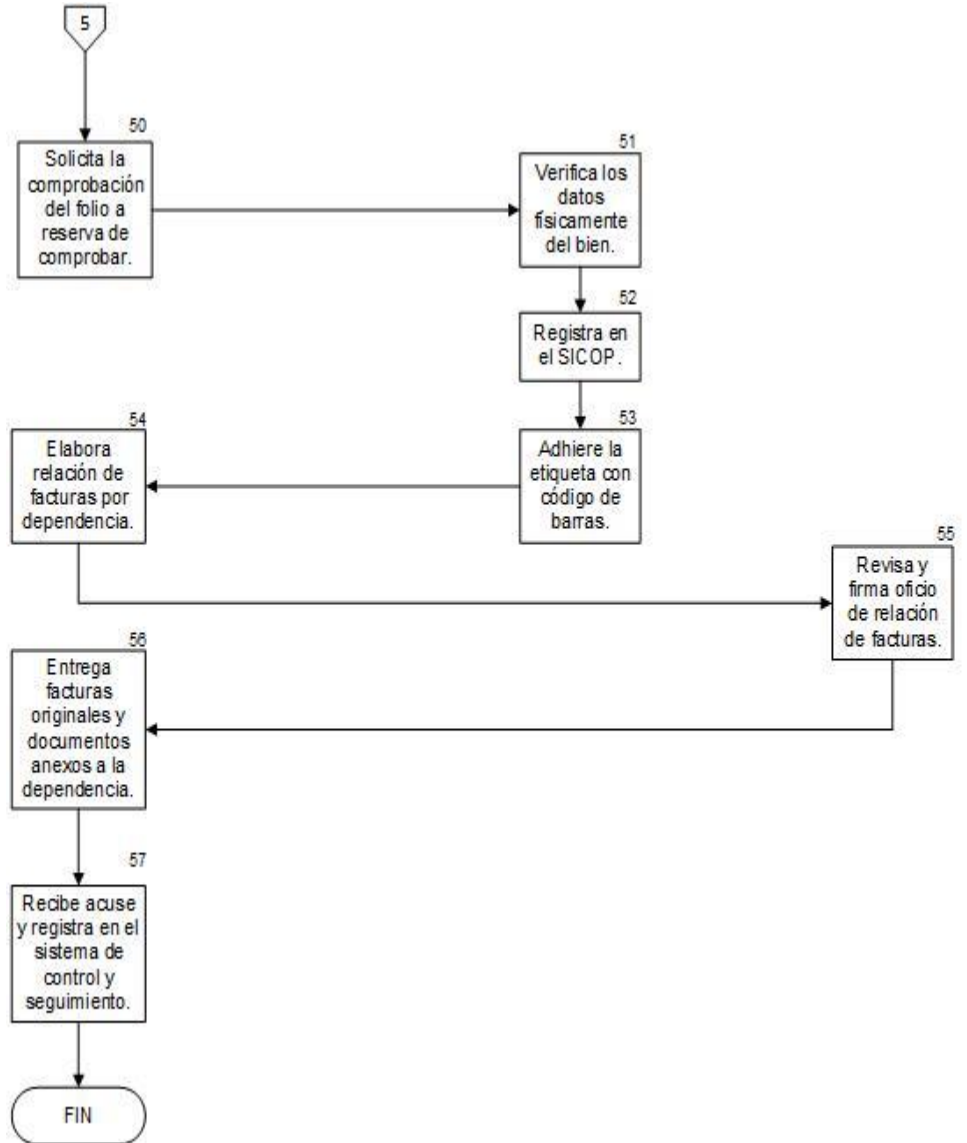 5
50
Solicita la
comprobación
del folio a
reserva de
comprobar.
51
Verifica los
datos
físicamente
del bien.
52
Registra en
el SICOP.
53
Adhiere la
etiqueta con
código de
barras.
54
Elabora
relación de
facturas por
dependencia.
55
Revisa y
firma oficio
de relación
de facturas.
56
Entrega
facturas
originales y
documentos
anexos a la
dependencia.
57
Recibe acuse
y registra en el
sistema de
control y
seguimiento.
FIN